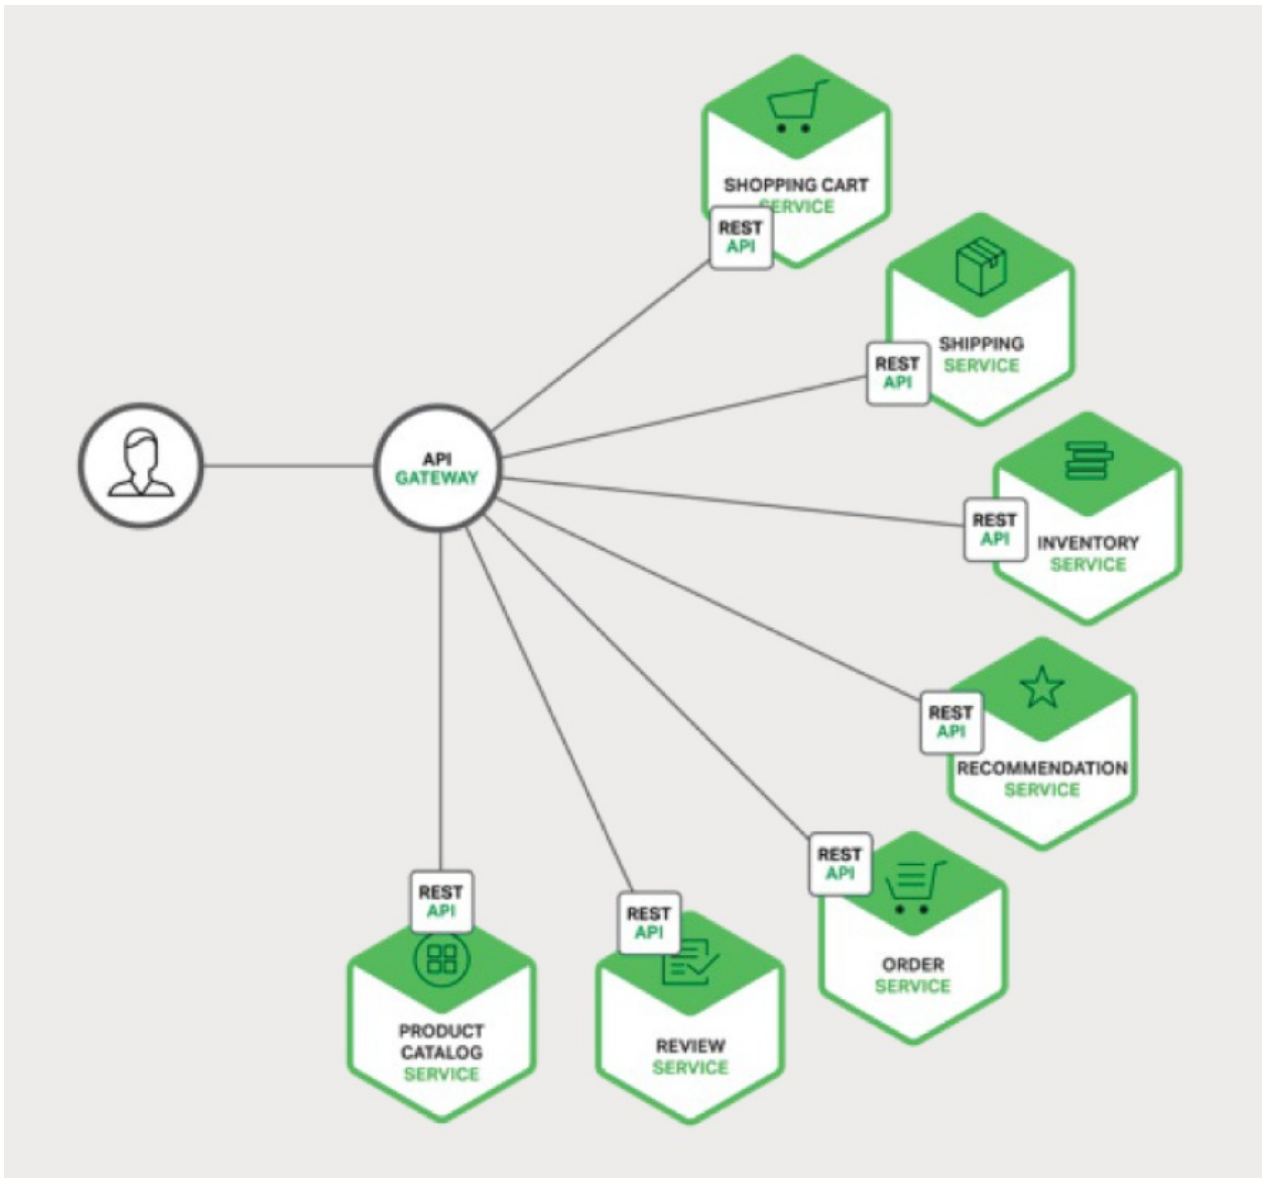 SHOPPING CART
SERVICE
REST
API
SHIPPING
SERVICE
REST
API
API
GATEWAY
REST
API
INVENTORY
SERVICE
REST
API
RECOMMENDATION
SERVICE
REST
API
ORDER
SERVICE
REST
API
REVIEW
SERVICE
REST
API
PRODUCT
CATALOG
SERVICE